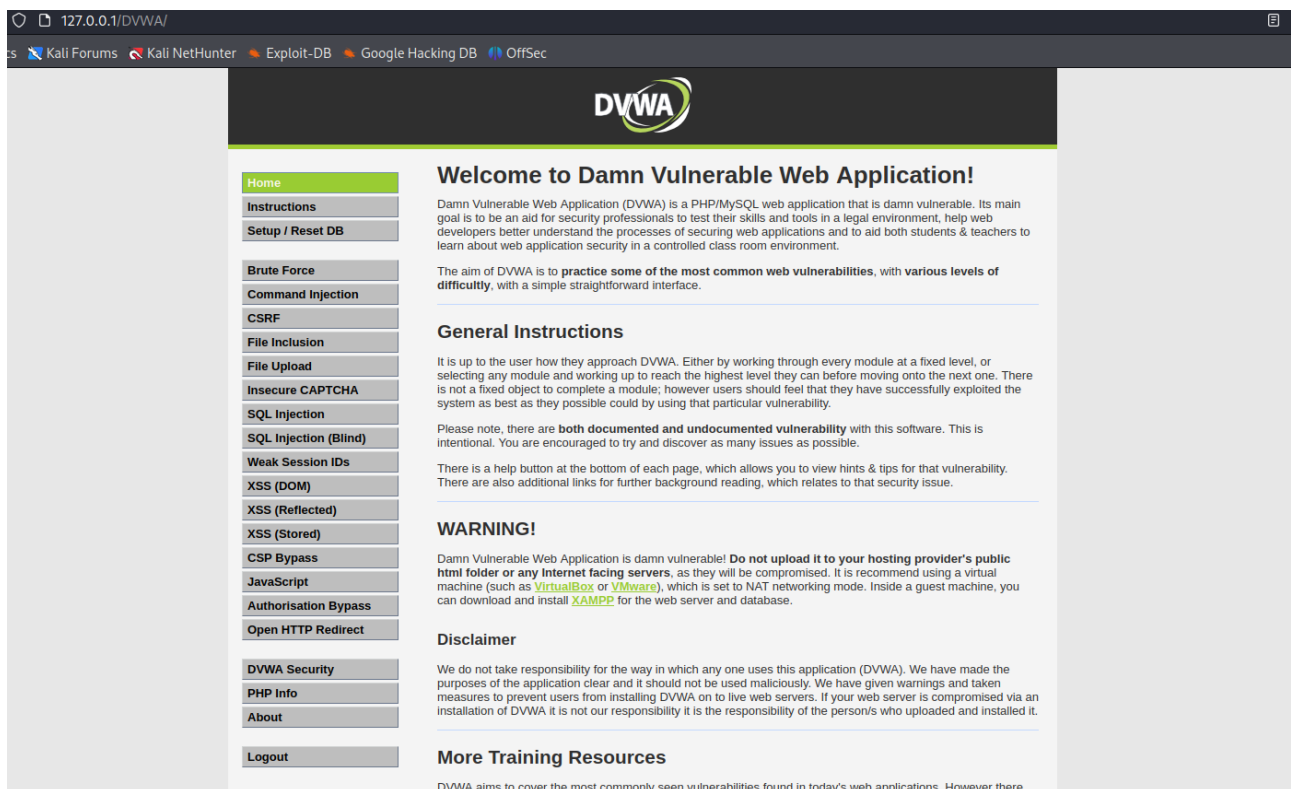 127.0.0.1/DVWA/
cs Kali Forums Kali NetHunter Exploit-DB Google Hacking DB OffSec
DVWA
Home
Instructions
Setup / Reset DB
Brute Force
Command Injection
CSRF
File Inclusion
File Upload
Insecure CAPTCHA
SQL Injection
SQL Injection (Blind)
Weak Session IDs
XSS (DOM)
XSS (Reflected)
XSS (Stored)
CSP Bypass
JavaScript
Authorisation Bypass
Open HTTP Redirect
DVWA Security
PHP Info
About
Logout
Welcome to Damn Vulnerable Web Application!
Damn Vulnerable Web Application (DVWA) is a PHP/MySQL web application that is damn vulnerable. Its main
goal is to be an aid for security professionals to test their skills and tools in a legal environment, help web
developers better understand the processes of securing web applications and to aid both students & teachers to
learn about web application security in a controlled class room environment.
The aim of DVWA is to practice some of the most common web vulnerabilities, with various levels of
difficultly, with a simple straightforward interface.
General Instructions
It is up to the user how they approach DVWA. Either by working through every module at a fixed level, or
selecting any module and working up to reach the highest level they can before moving onto the next one. There
is not a fixed object to complete a module; however users should feel that they have successfully exploited the
system as best as they possible could by using that particular vulnerability.
Please note, there are both documented and undocumented vulnerability with this software. This is
intentional. You are encouraged to try and discover as many issues as possible.
There is a help button at the bottom of each page, which allows you to view hints & tips for that vulnerability.
There are also additional links for further background reading, which relates to that security issue.
WARNING!
Damn Vulnerable Web Application is damn vulnerable! Do not upload it to your hosting provider's public
html folder or any Internet facing servers, as they will be compromised. It is recommend using a virtual
machine (such as VirtualBox or VMware), which is set to NAT networking mode. Inside a guest machine, you
can download and install XAMPP for the web server and database.
Disclaimer
We do not take responsibility for the way in which any one uses this application (DVWA). We have made the
purposes of the application clear and it should not be used maliciously. We have given warnings and taken
measures to prevent users from installing DVWA on to live web servers. If your web server is compromised via an
installation of DVWA it is not our responsibility it is the responsibility of the person/s who uploaded and installed it.
More Training Resources
DVWA aims to cover the most commonly seen vulnerabilities found in today's web applications. However there